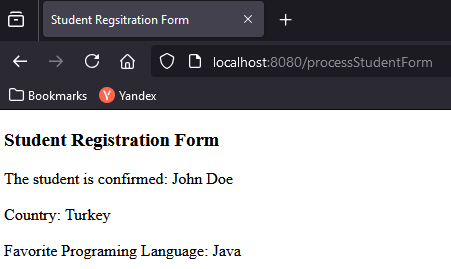 Student Regsitration Form
localhost:8080/processStudentForm
Bookmarks Yandex
Student Registration Form
The student is confirmed: John Doe
Country: Turkey
Favorite Programing Language: Java